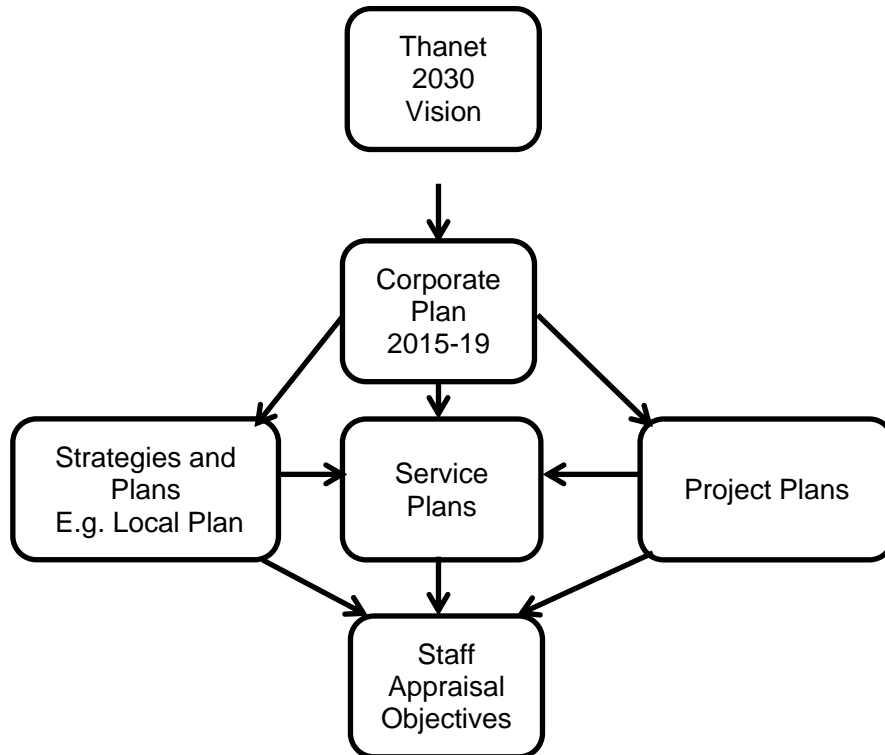 Thanet
2030
Vision
Corporate
Plan
2015-19
Strategies and
Plans
E.g. Local Plan
Service
Plans
Project Plans
Staff
Appraisal
Objectives